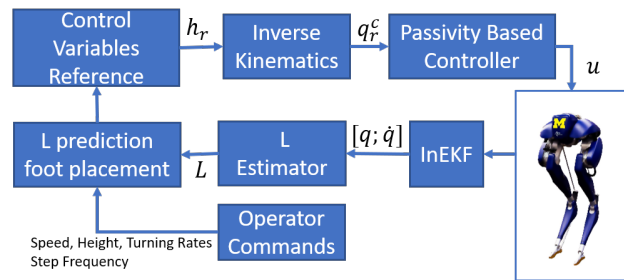 Control
Variables
Reference
h_r
Inverse
Kinematics
q_r^c
Passivity Based
Controller
u
M
L prediction
foot placement
L
L
Estimator
[q; q̇]
InEKF
Operator
Commands
Speed, Height, Turning Rates
Step Frequency